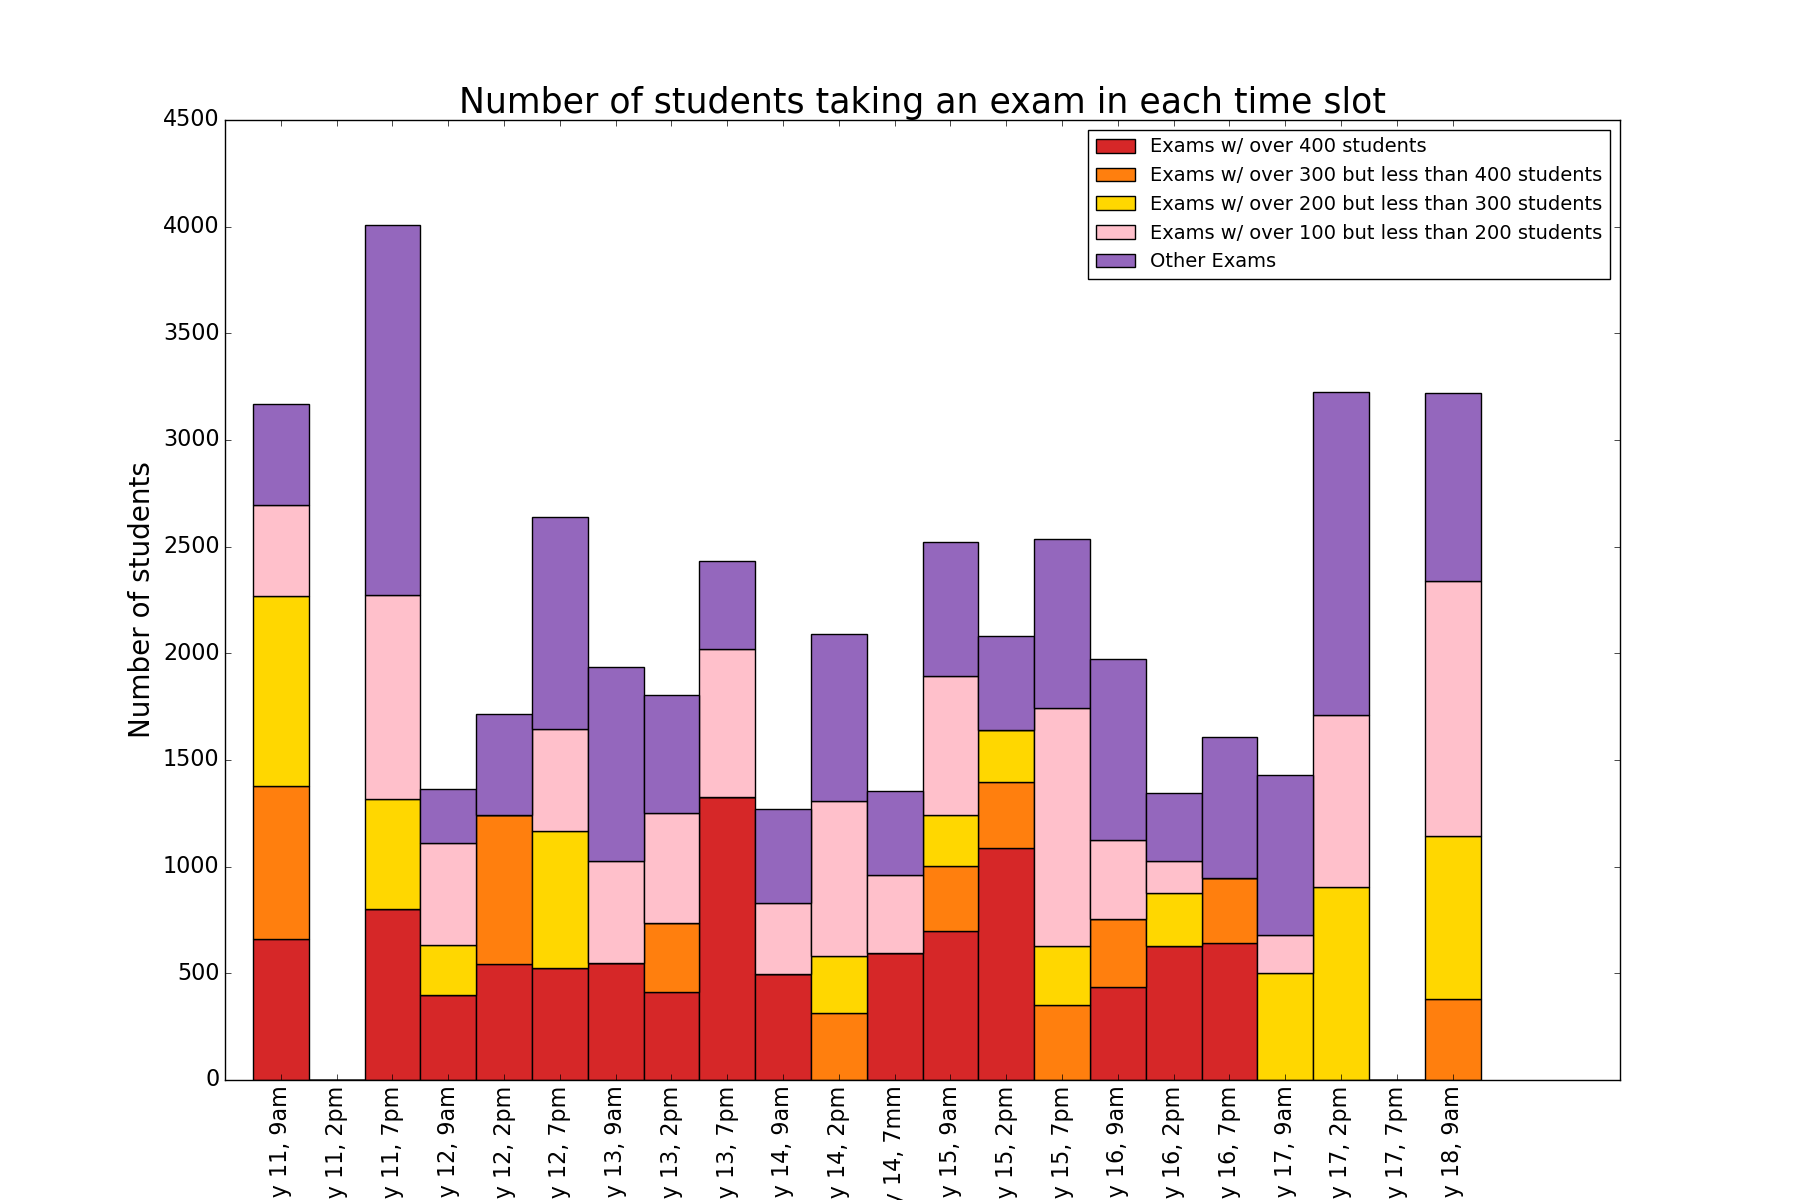 Number of students taking an exam in each time slot
Exams w/ over 400 students
Exams w/ over 300 but less than 400 students
Exams w/ over 200 but less than 300 students
Exams w/ over 100 but less than 200 students
Other Exams
Number of students
4500
4000
3500
3000
2500
2000
1500
1000
500
0
y 11, 9am
y 11, 2pm
y 11, 7pm
y 12, 9am
y 12, 2pm
y 12, 7pm
y 13, 9am
y 13, 2pm
y 13, 7pm
y 14, 9am
y 14, 2pm
y 14, 7mm
y 15, 9am
y 15, 2pm
y 15, 7pm
y 16, 9am
y 16, 2pm
y 16, 7pm
y 17, 9am
y 17, 2pm
y 17, 7pm
y 18, 9am